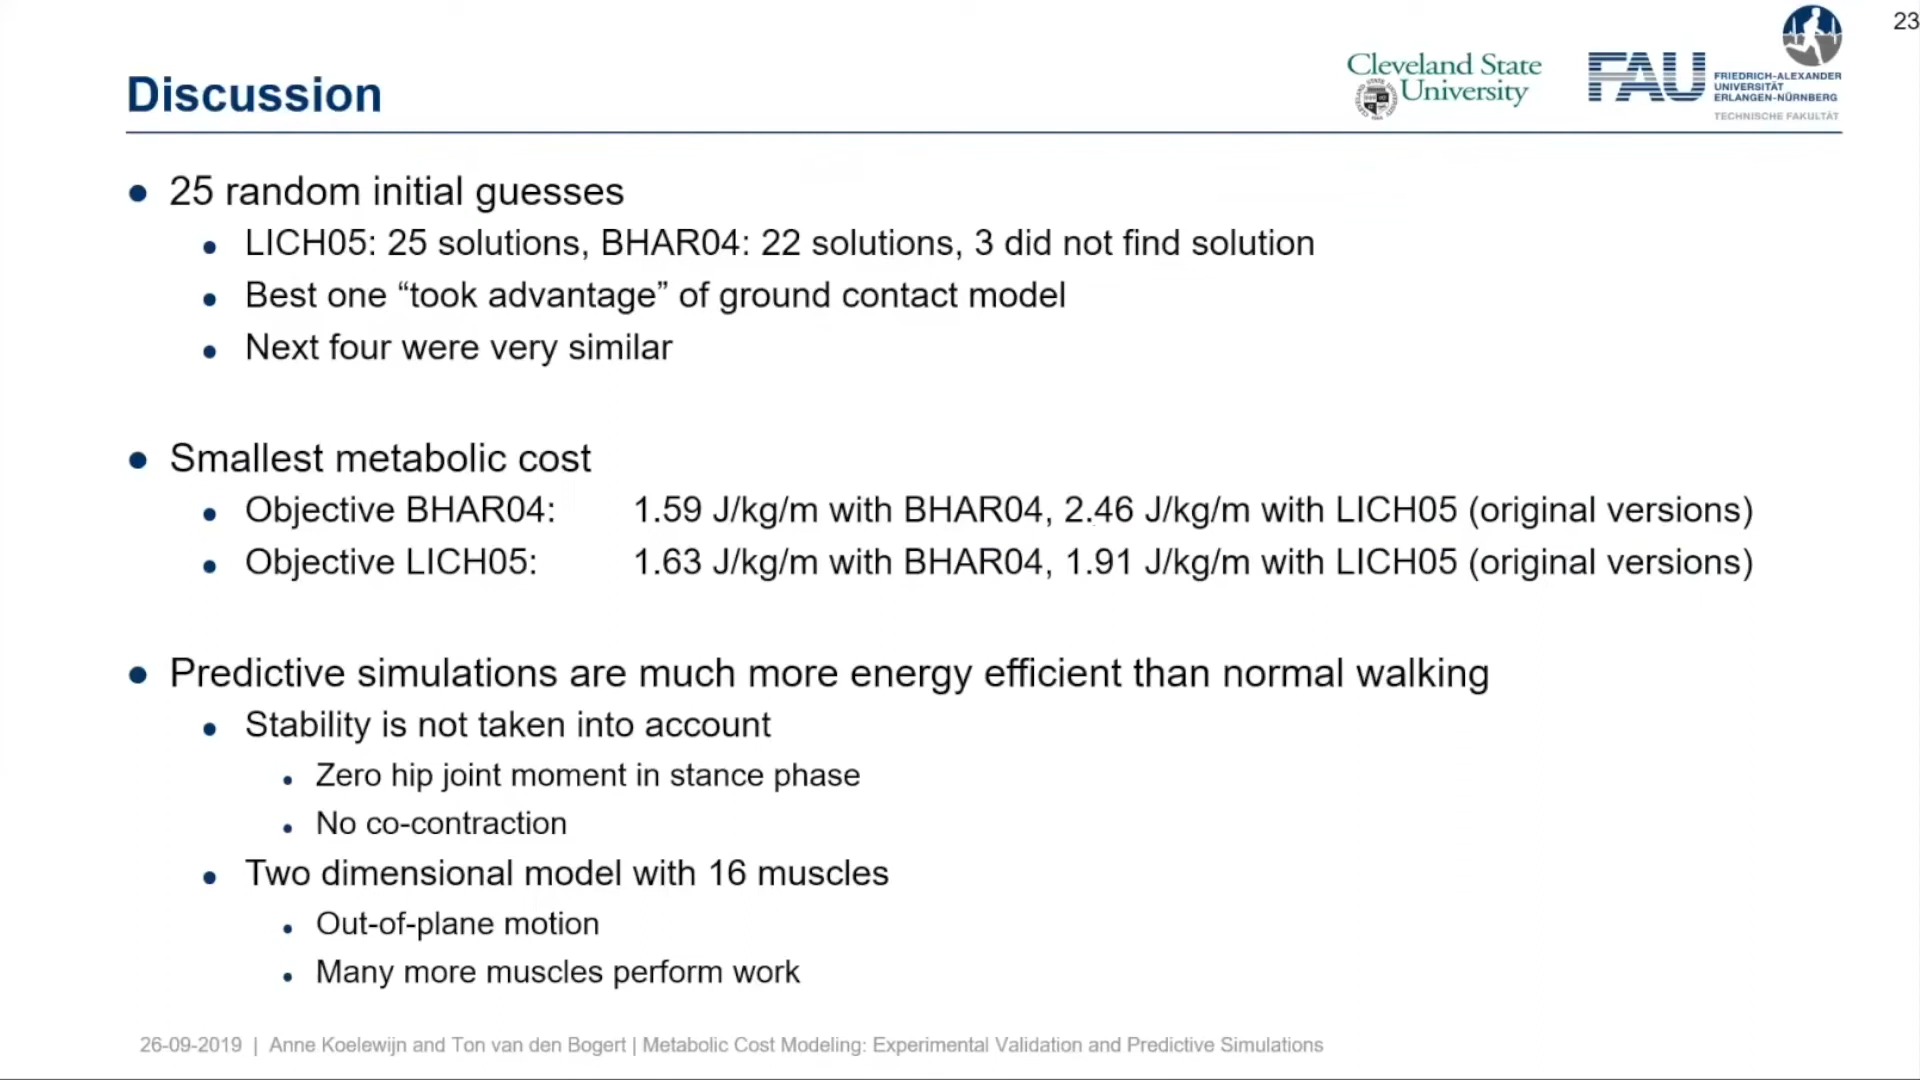 23
Cleveland State
University
FAU
FRIEDRICH-ALEXANDER
UNIVERSITÄT
ERLANGEN-NÜRNBERG
TECHNISCHE FAKULTÄT
Discussion
• 25 random initial guesses
• LICH05: 25 solutions, BHAR04: 22 solutions, 3 did not find solution
• Best one “took advantage” of ground contact model
• Next four were very similar
• Smallest metabolic cost
• Objective BHAR04: 1.59 J/kg/m with BHAR04, 2.46 J/kg/m with LICH05 (original versions)
• Objective LICH05: 1.63 J/kg/m with BHAR04, 1.91 J/kg/m with LICH05 (original versions)
• Predictive simulations are much more energy efficient than normal walking
• Stability is not taken into account
• Zero hip joint moment in stance phase
• No co-contraction
• Two dimensional model with 16 muscles
• Out-of-plane motion
• Many more muscles perform work
26-09-2019 | Anne Koelewijn and Ton van den Bogert | Metabolic Cost Modeling: Experimental Validation and Predictive Simulations